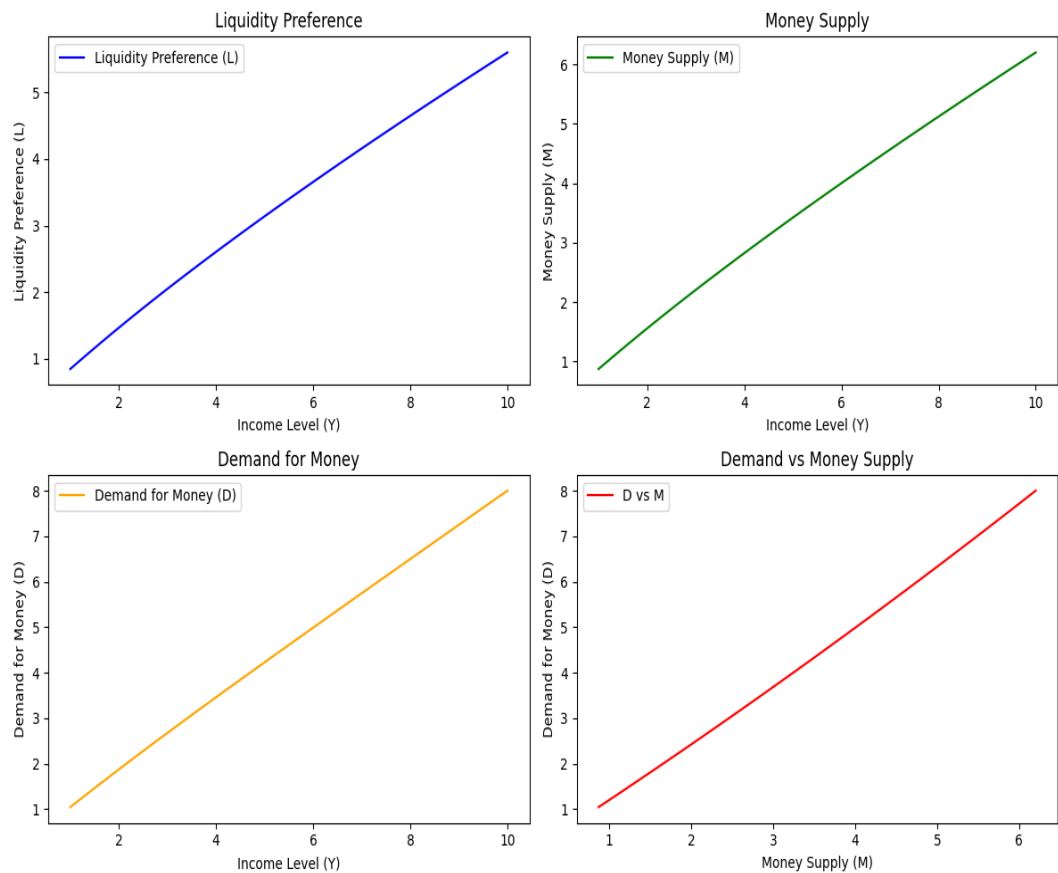 Liquidity Preference
Liquidity Preference (L)
Liquidity Preference (L)
5
4
3
2
1
2 4 6 8 10
Income Level (Y)
Money Supply
Money Supply (M)
Money Supply (M)
6
5
4
3
2
1
2 4 6 8 10
Income Level (Y)
Demand for Money
Demand for Money (D)
Demand for Money (D)
8
7
6
5
4
3
2
1
2 4 6 8 10
Income Level (Y)
Demand vs Money Supply
D vs M
Demand for Money (D)
8
7
6
5
4
3
2
1
1 2 3 4 5 6
Money Supply (M)